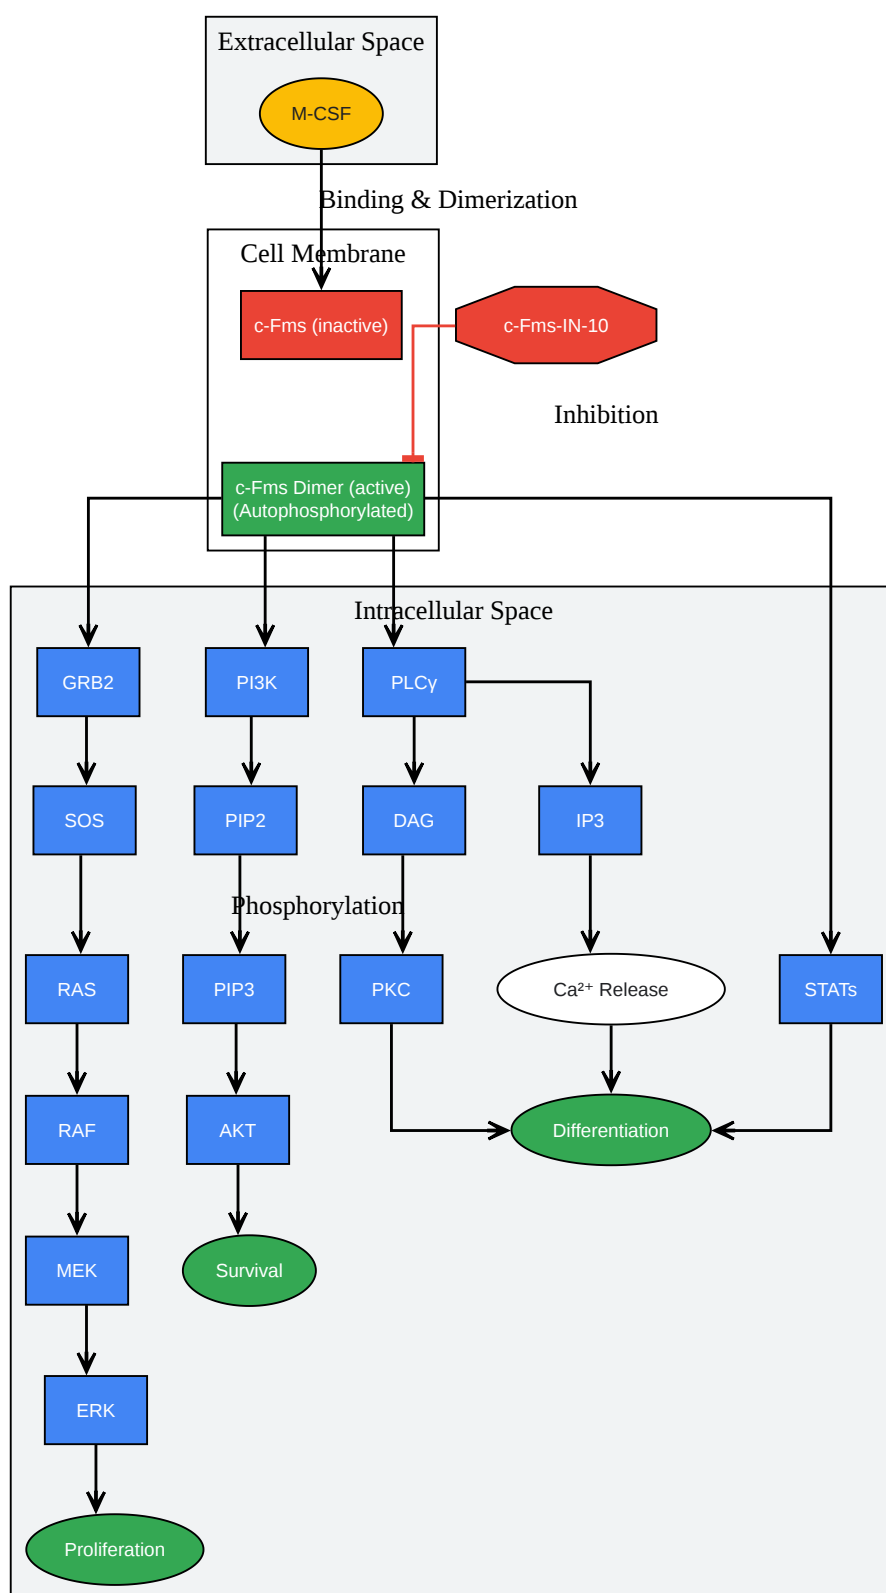 Extracellular Space
M-CSF
Binding & Dimerization
Cell Membrane
c-Fms (inactive)
c-Fms-IN-10
Inhibition
c-Fms Dimer (active)
(Autophosphorylated)
Intracellular Space
GRB2
PI3K
PLCγ
SOS
PIP2
DAG
IP3
Phosphorylation
RAS
PIP3
PKC
Ca²⁺ Release
STATs
RAF
AKT
Differentiation
MEK
Survival
ERK
Proliferation